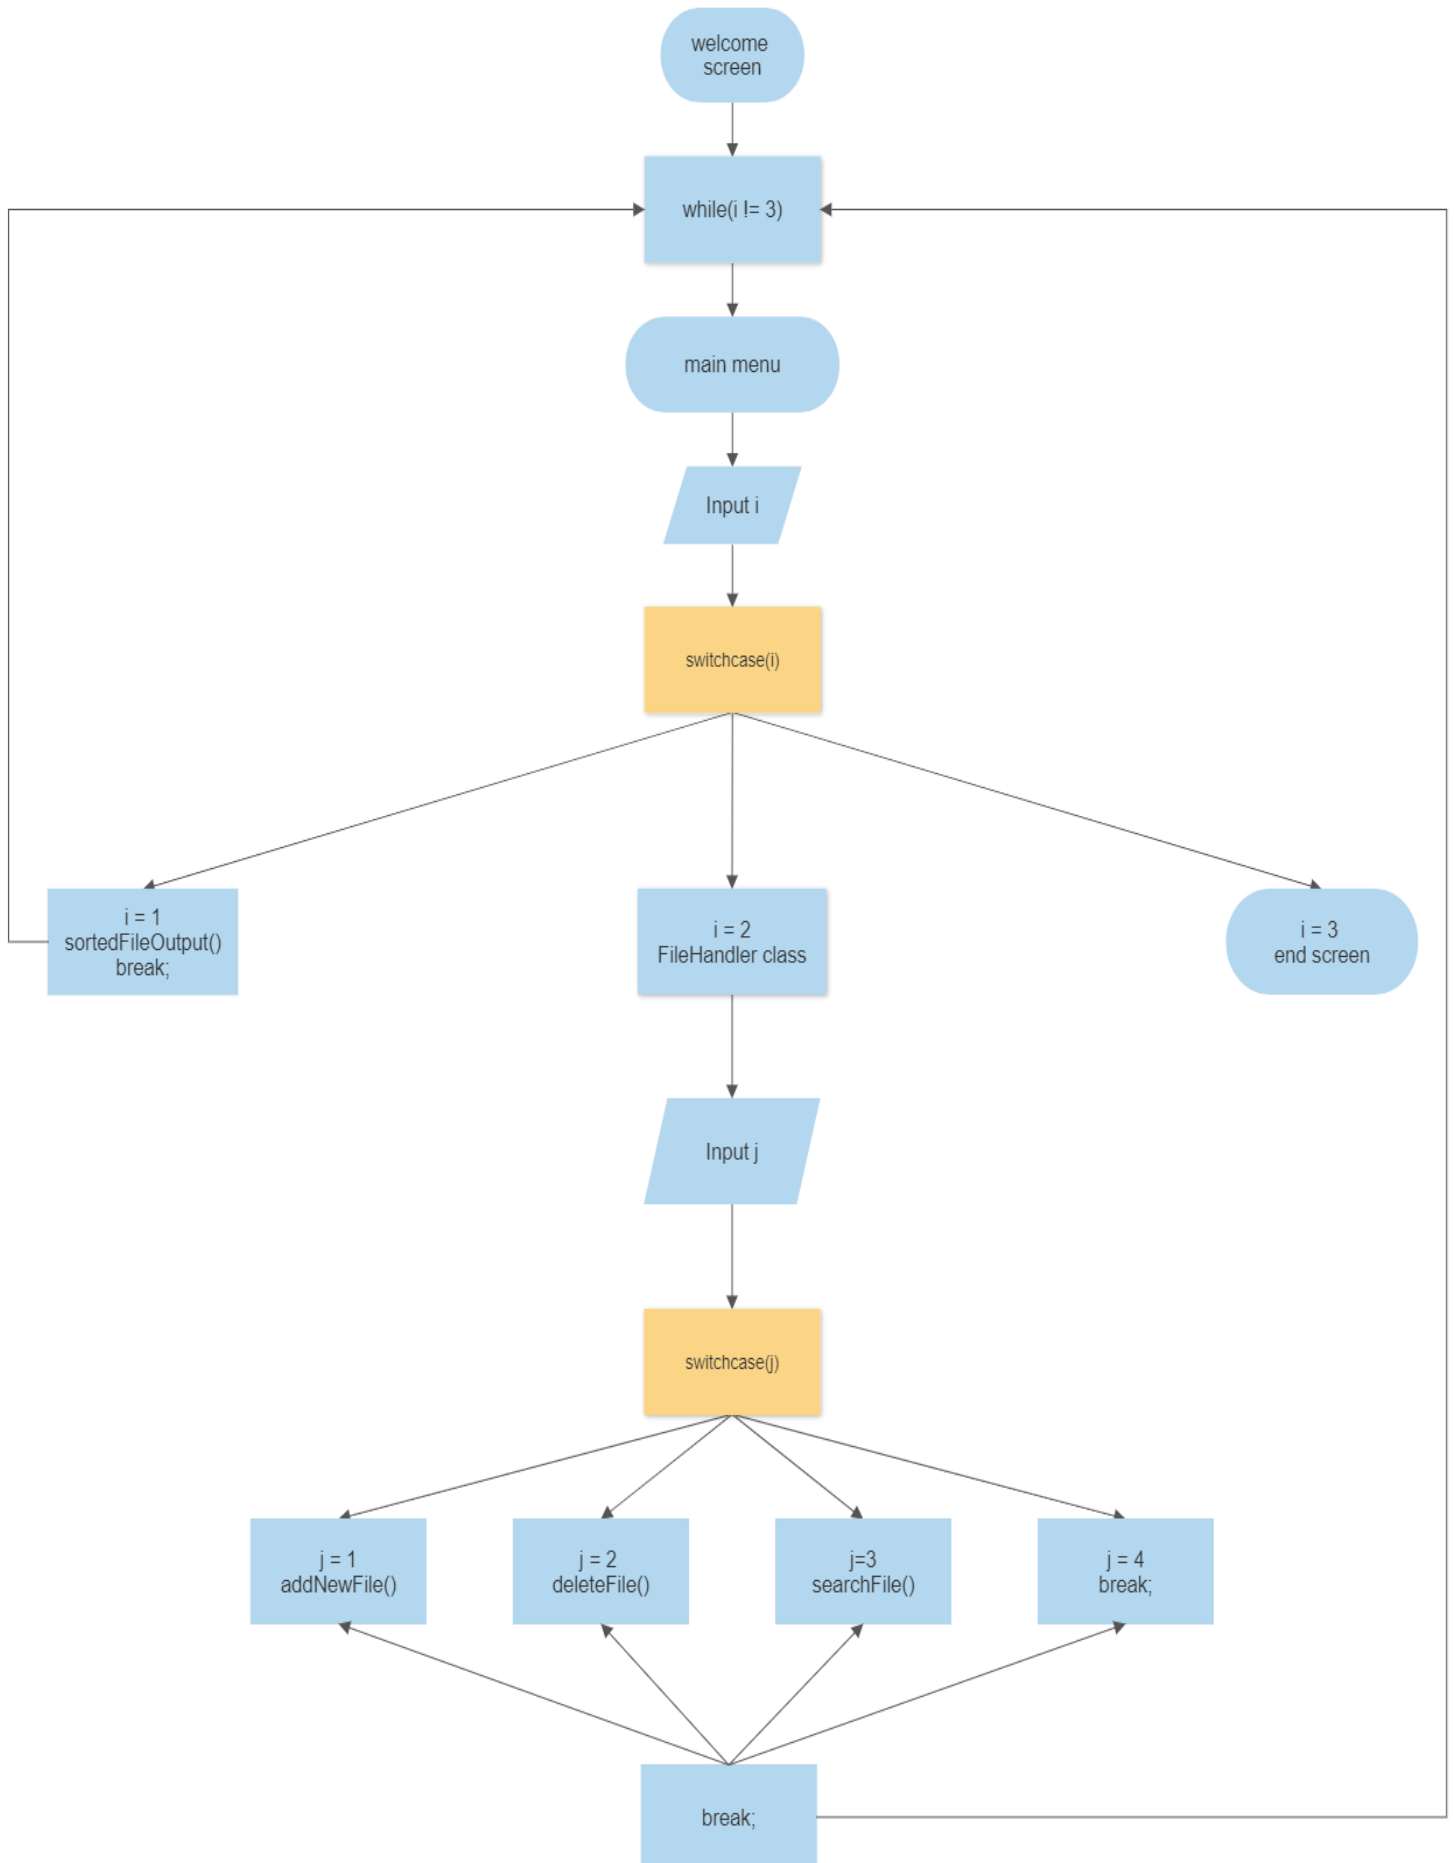 welcome
screen
while(i != 3)
main menu
Input i
switchcase(i)
i = 1
sortedFileOutput()
break;
i = 2
FileHandler class
i = 3
end screen
Input j
switchcase(j)
j = 1
addNewFile()
j = 2
deleteFile()
j=3
searchFile()
j = 4
break;
break;